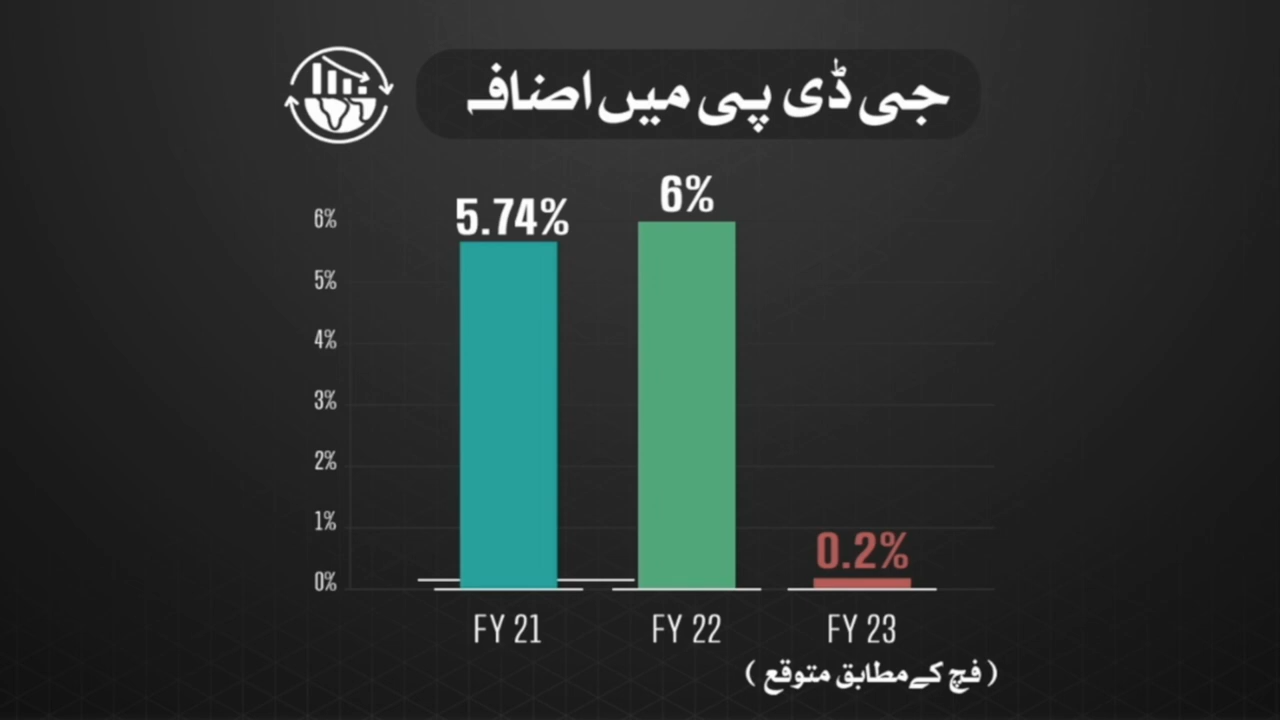 جی ڈی پی میں اضافہ
5.74%
6%
0.2%
6%
5%
4%
3%
2%
1%
0%
FY 21
FY 22
FY 23
( فچ کے مطابق متوقع )